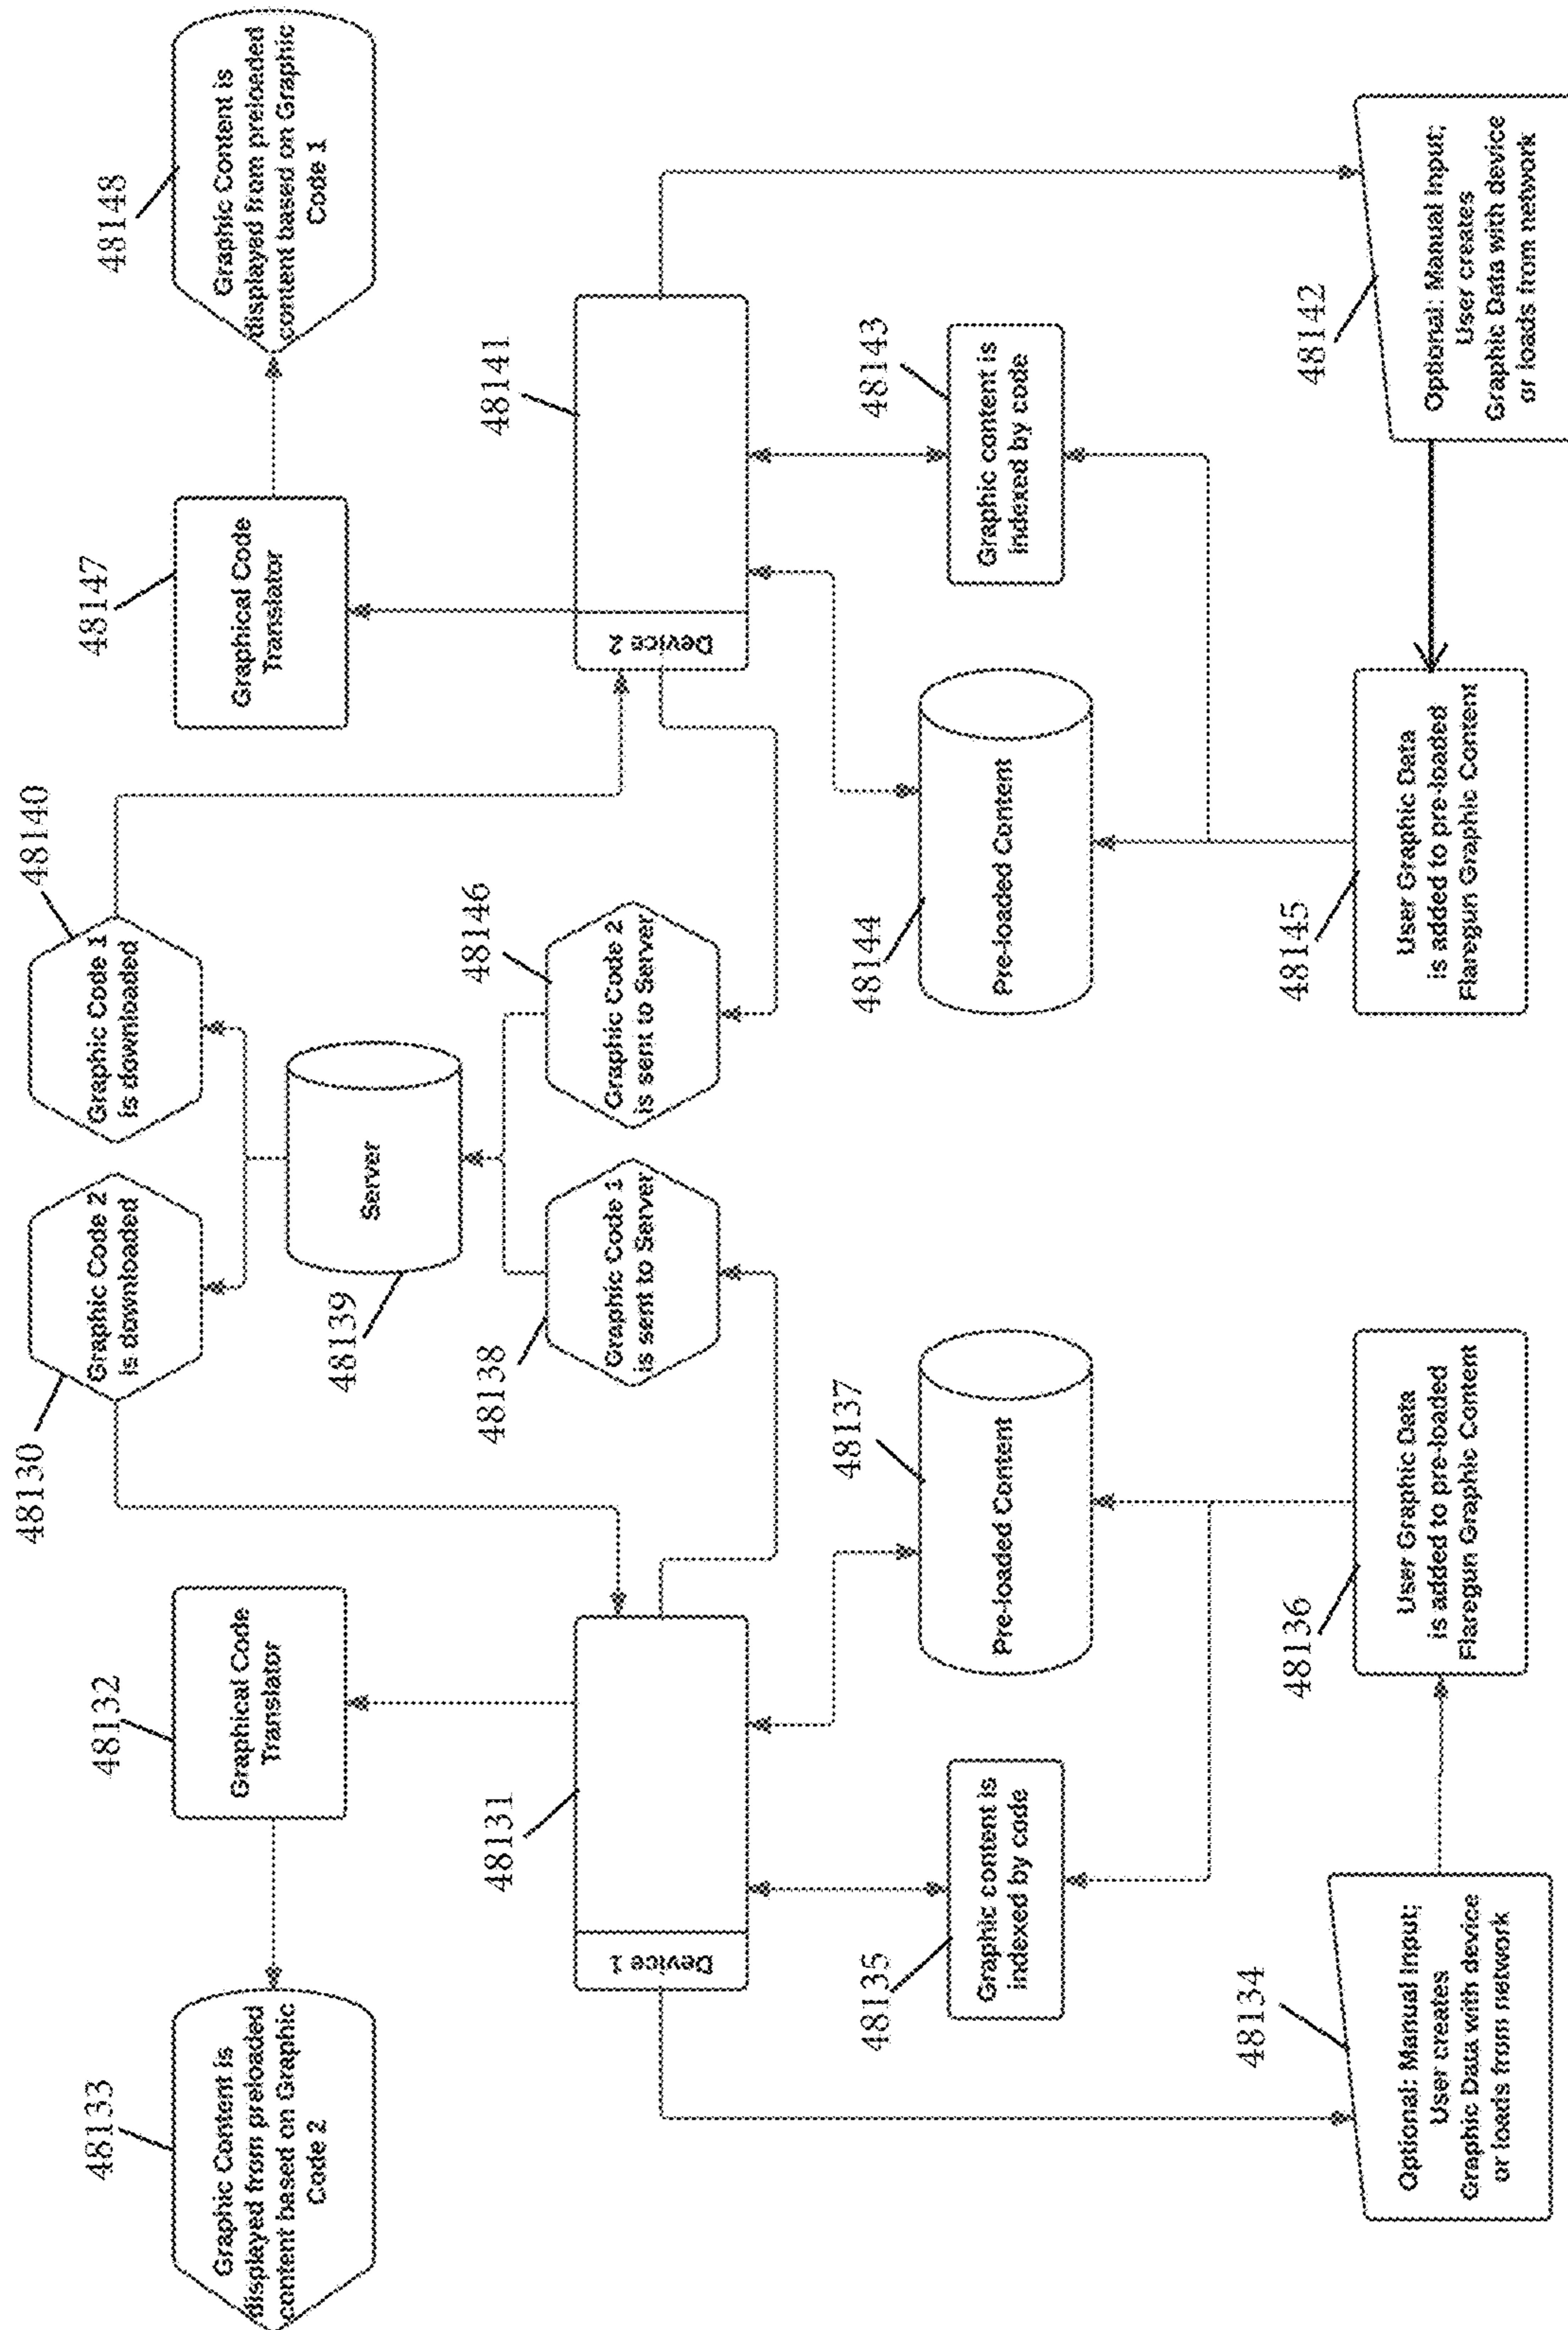 48133
Graphic Content is
displayed from preloaded
content based on Graphic
Code 2
48132
Graphical Code
Translator
48130
Graphic Code 2
is downloaded
48140
Graphic Code 1
is downloaded
48147
Graphical Code
Translator
48148
Graphic Content is
displayed from preloaded
content based on Graphic
Code 1
48131
Device 1
48139
Server
48138
Graphic Code 1
is sent to Server
48146
Graphic Code 2
is sent to Server
48141
Device 2
48135
Graphic content is
indexed by code
48137
Pre-loaded Content
48144
Pre-loaded Content
48143
Graphic content is
indexed by code
48134
Optional: Manual Input;
User creates
Graphic Data with device
or loads from network
48136
User Graphic Data
is added to pre-loaded
Flaregun Graphic Content
48145
User Graphic Data
is added to pre-loaded
Flaregun Graphic Content
48142
Optional: Manual Input;
User creates
Graphic Data with device
or loads from network